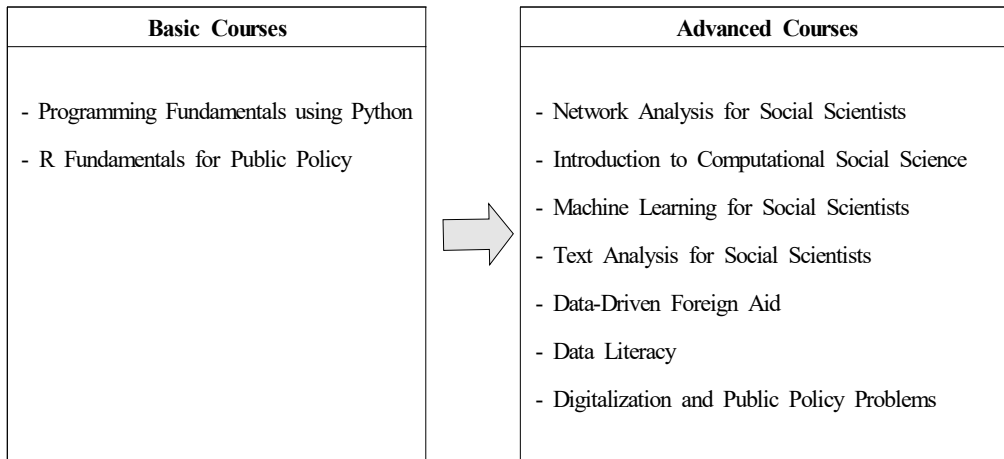 Basic Courses
- Programming Fundamentals using Python
- R Fundamentals for Public Policy
Advanced Courses
- Network Analysis for Social Scientists
- Introduction to Computational Social Science
- Machine Learning for Social Scientists
- Text Analysis for Social Scientists
- Data-Driven Foreign Aid
- Data Literacy
- Digitalization and Public Policy Problems